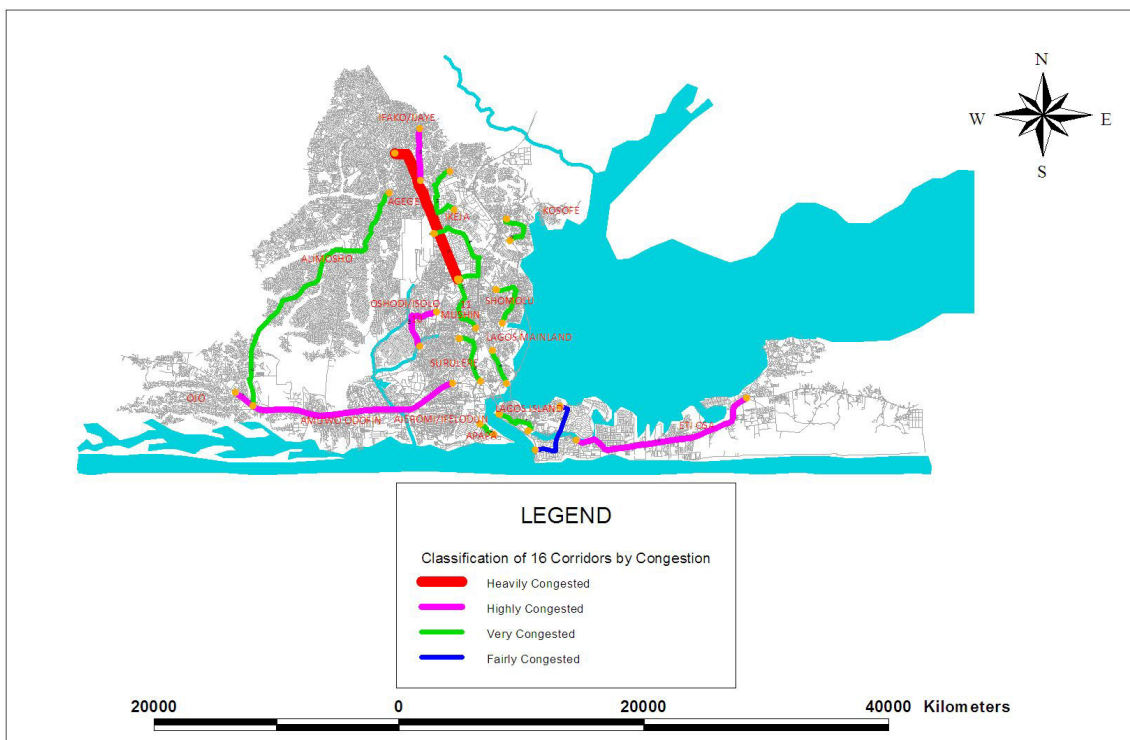 N
W
E
S
IFAKO/IJAYE
AGEGE
IKEJA
KOSOFE
ALIMOSHO
OSHODI/ISOLO
11
MUSHIN
SHOMOLU
LAGOS MAINLAND
SURULERE
OJO
AMUWO ODOFIN
AJEROMI/IFELODUN
LAGOS ISLAND
APAPA
ETI OSA
LEGEND
Classification of 16 Corridors by Congestion
Heavily Congested
Highly Congested
Very Congested
Fairly Congested
20000
0
20000
40000 Kilometers